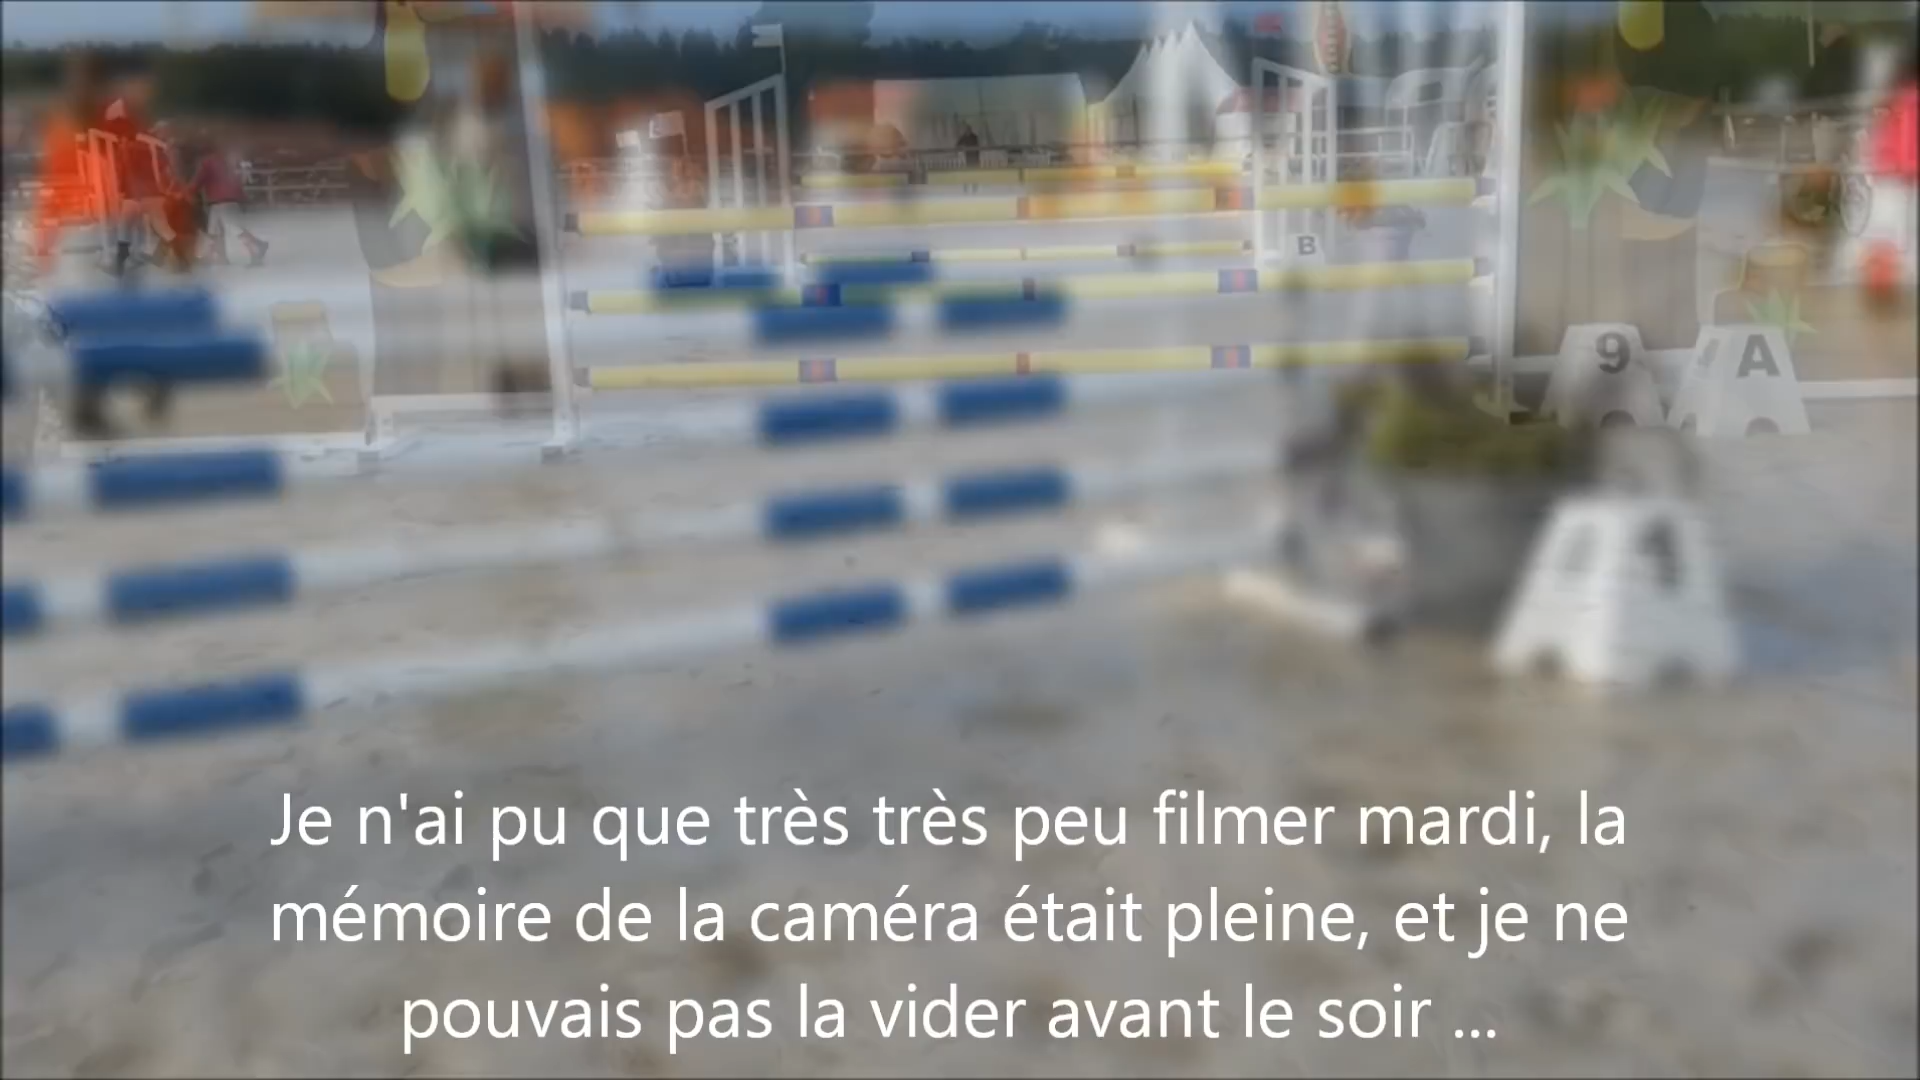 B
9
A
Je n'ai pu que très très peu filmer mardi, la
mémoire de la caméra était pleine, et je ne
pouvais pas la vider avant le soir ...